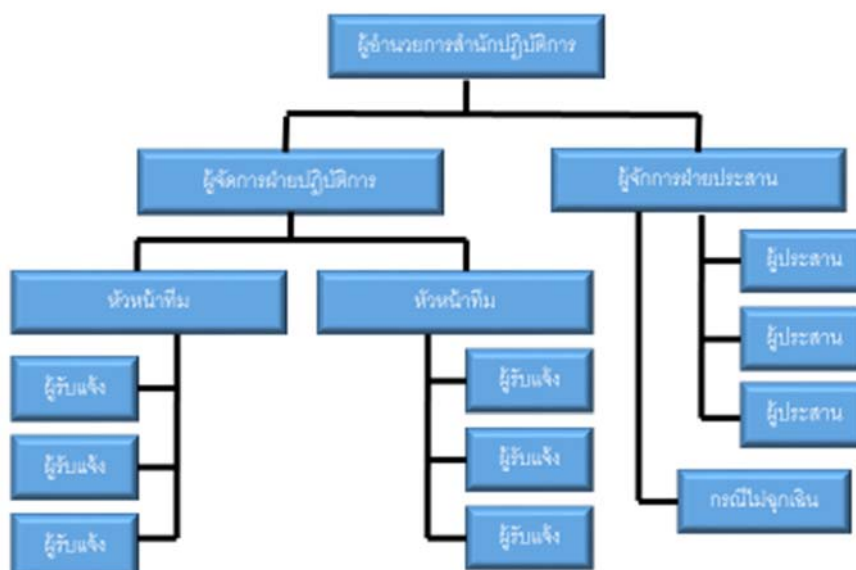 ผู้อำนวยการสำนักปฏิบัติการ
ผู้จัดการฝ่ายปฏิบัติการ
ผู้จักการฝ่ายประสาน
หัวหน้าทีม
หัวหน้าทีม
ผู้ประสาน
ผู้ประสาน
ผู้ประสาน
ผู้รับแจ้ง
ผู้รับแจ้ง
ผู้รับแจ้ง
ผู้รับแจ้ง
ผู้รับแจ้ง
ผู้รับแจ้ง
กรณีไม่ฉุกเฉิน